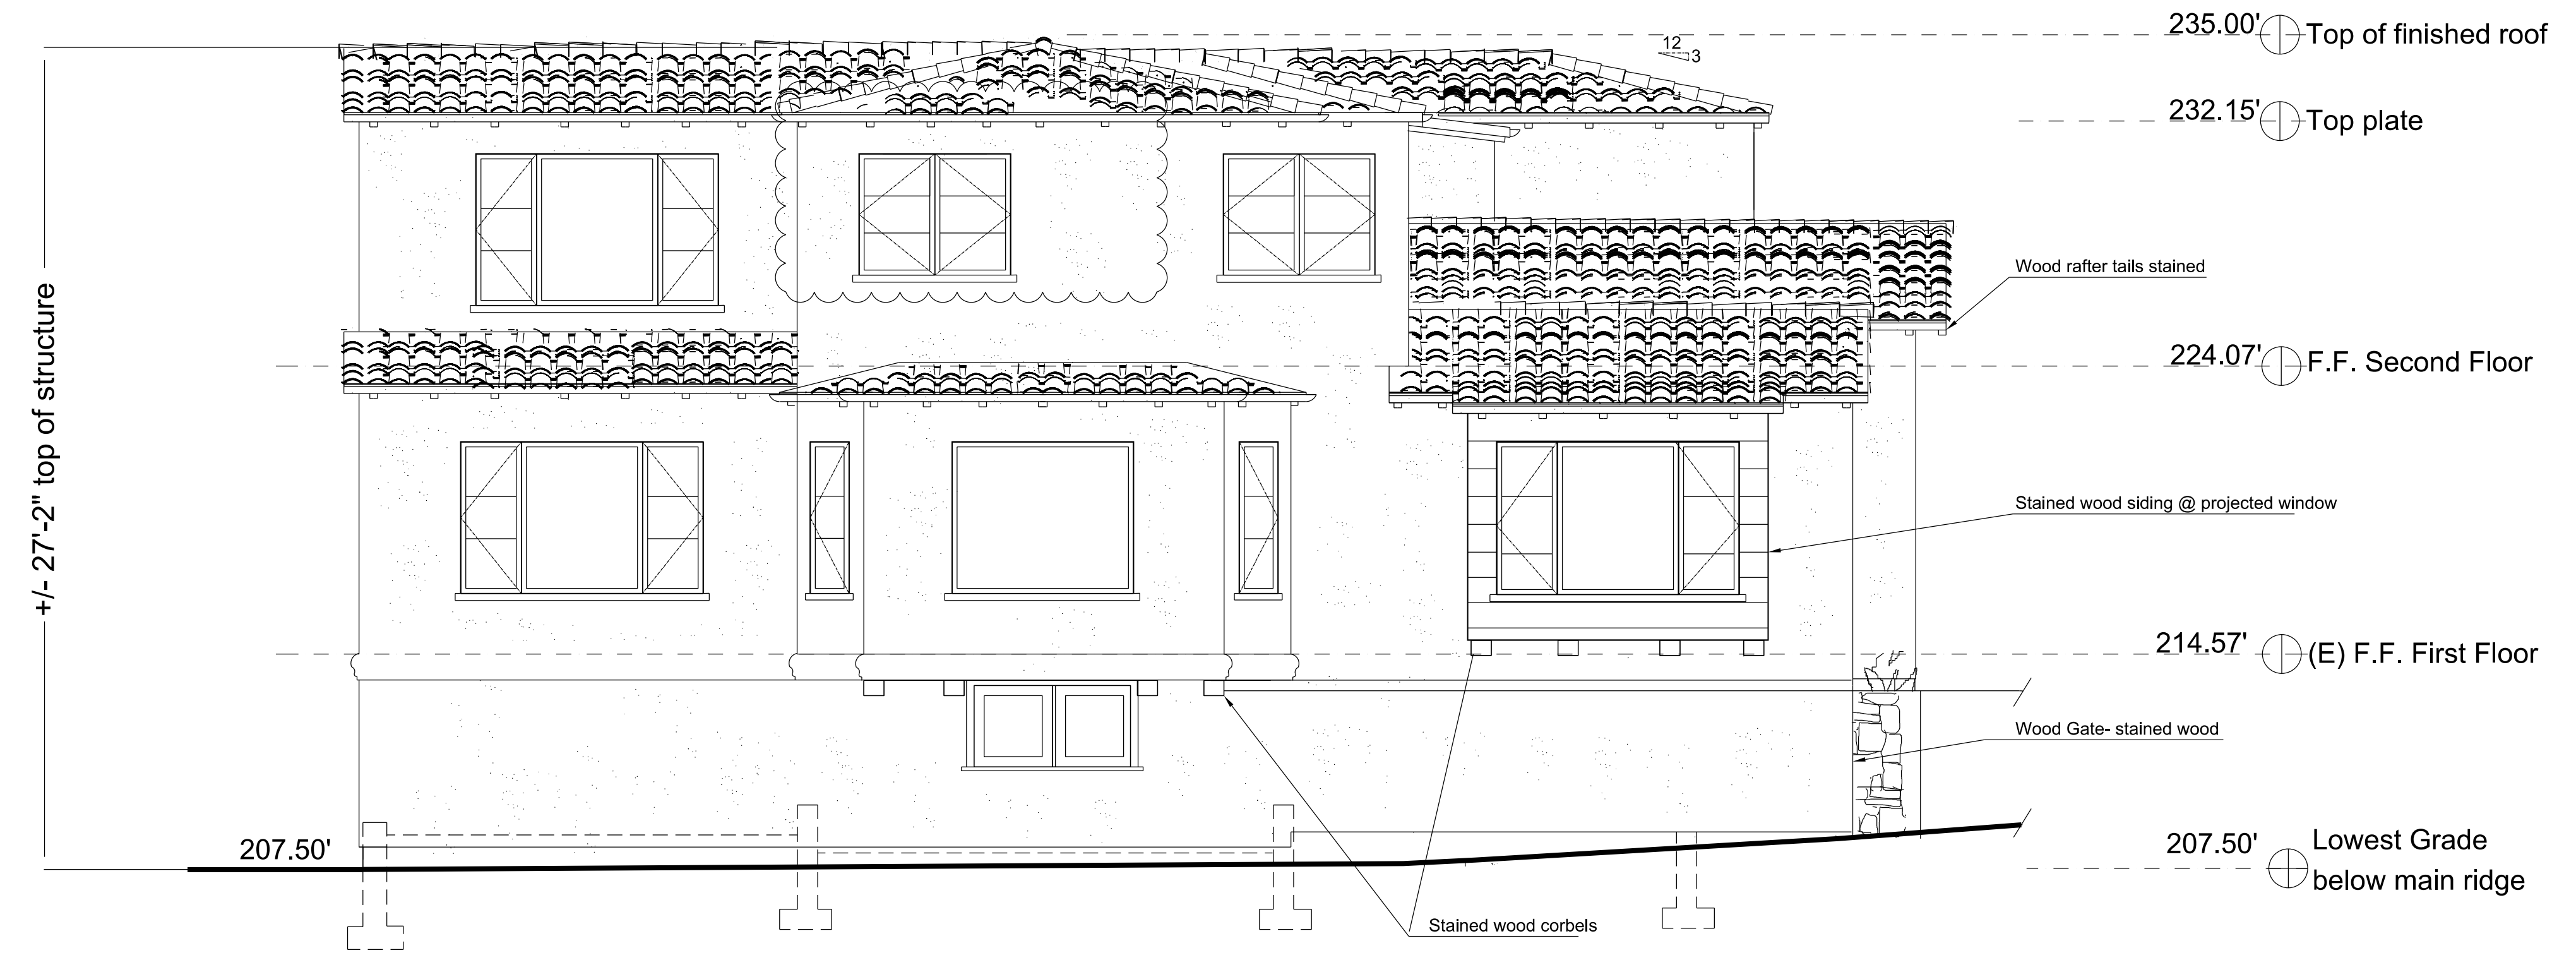 235.00' Top of finished roof
12
3
232.15' Top plate
Wood rafter tails stained
+/- 27'-2" top of structure
224.07' F.F. Second Floor
Stained wood siding @ projected window
214.57' (E) F.F. First Floor
Wood Gate- stained wood
207.50'
207.50' Lowest Grade
below main ridge
Stained wood corbels